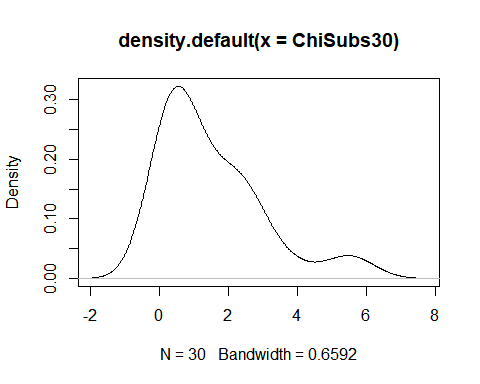 density.default(x = ChiSubs30)
Density
0.30
0.20
0.10
0.00
-2 0 2 4 6 8
N = 30 Bandwidth = 0.6592